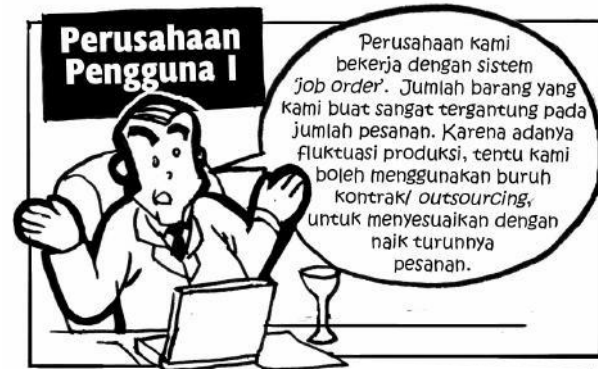 Perusahaan
Pengguna I
Perusahaan kami
bekerja dengan sistem
'job order'. Jumlah barang yang
kami buat sangat tergantung pada
jumlah pesanan. Karena adanya
fluktuasi produksi, tentu kami
boleh menggunakan buruh
kontrak/ outsourcing,
untuk menyesuaikan dengan
naik turunnya
pesanan.